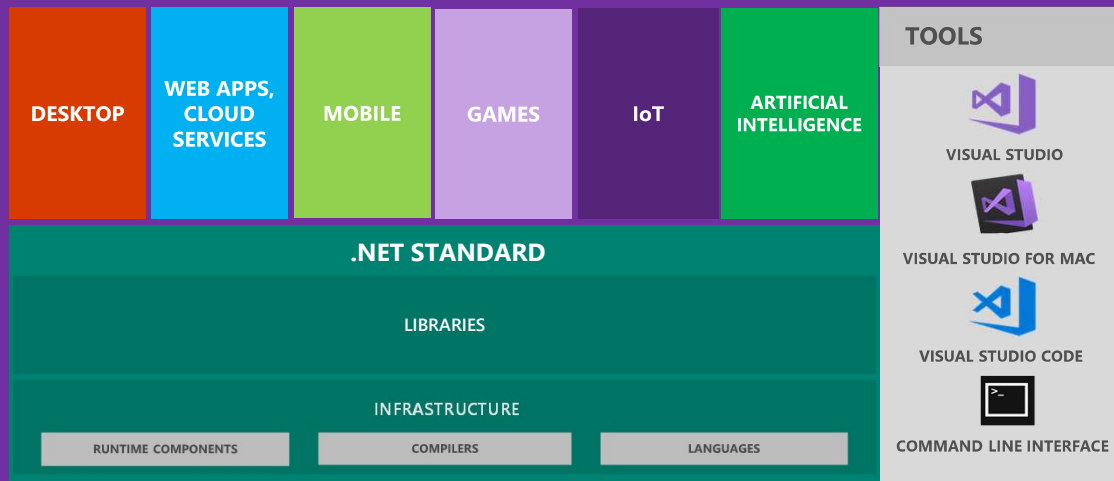 DESKTOP
WEB APPS,
CLOUD
SERVICES
MOBILE
GAMES
IoT
ARTIFICIAL
INTELLIGENCE
.NET STANDARD
LIBRARIES
INFRASTRUCTURE
RUNTIME COMPONENTS
COMPILERS
LANGUAGES
TOOLS
VISUAL STUDIO
VISUAL STUDIO FOR MAC
VISUAL STUDIO CODE
>_
COMMAND LINE INTERFACE